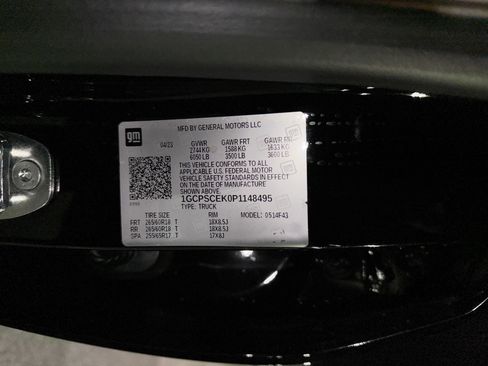 gm
MFD BY GENERAL MOTORS LLC
04/23 GVWR GAWR FRT GAWR
2744 KG 1588 KG 1633 KG
6050 LB 3500 LB 3600 LB
THIS VEHICLE CONFORMS TO ALL
APPLICABLE U.S. FEDERAL MOTOR
VEHICLE SAFETY STANDARDS IN EFFECT
ON THE DATE OF MANUFACTURE
SHOWN ABOVE.
1GCPSCEK0P1148495
TYPE: TRUCK
TIRE SIZE RIM MODEL: 0514F43
FRT 265/60R18 T 18X8.5J
RR 265/60R18 T 18X8.5J
SPA 255/65R17 T 17X8J